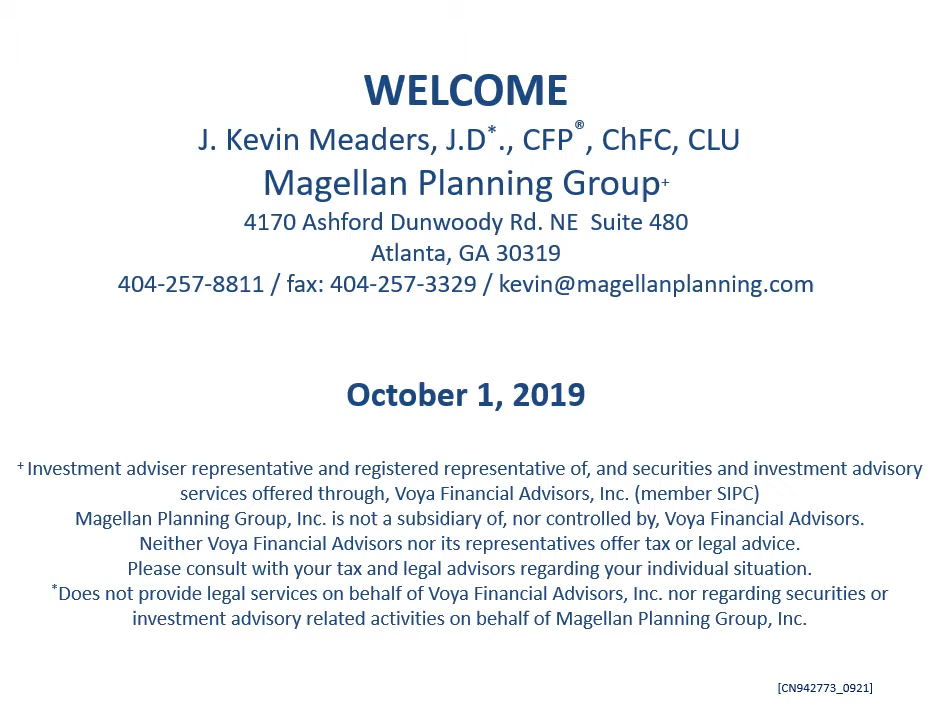 WELCOME
J. Kevin Meaders, J.D*., CFP®, ChFC, CLU
Magellan Planning Group+
4170 Ashford Dunwoody Rd. NE  Suite 480
Atlanta, GA 30319
404-257-8811 / fax: 404-257-3329 / kevin@magellanplanning.com
October 1, 2019
+ Investment adviser representative and registered representative of, and securities and investment advisory
services offered through, Voya Financial Advisors, Inc. (member SIPC)
Magellan Planning Group, Inc. is not a subsidiary of, nor controlled by, Voya Financial Advisors.
Neither Voya Financial Advisors nor its representatives offer tax or legal advice.
Please consult with your tax and legal advisors regarding your individual situation.
*Does not provide legal services on behalf of Voya Financial Advisors, Inc. nor regarding securities or
investment advisory related activities on behalf of Magellan Planning Group, Inc.
[CN942773_0921]